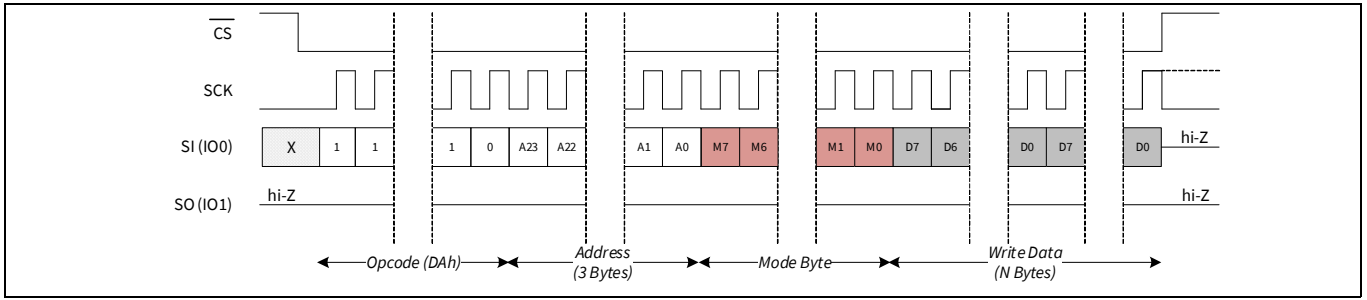 CS
SCK
SI (IO0) X 1 1 1 0 A23 A22 A1 A0 M7 M6 M1 M0 D7 D6 D0 D7 D0 hi-Z
SO (IO1) hi-Z hi-Z
Opcode (DAh) Address (3 Bytes) Mode Byte Write Data (N Bytes)